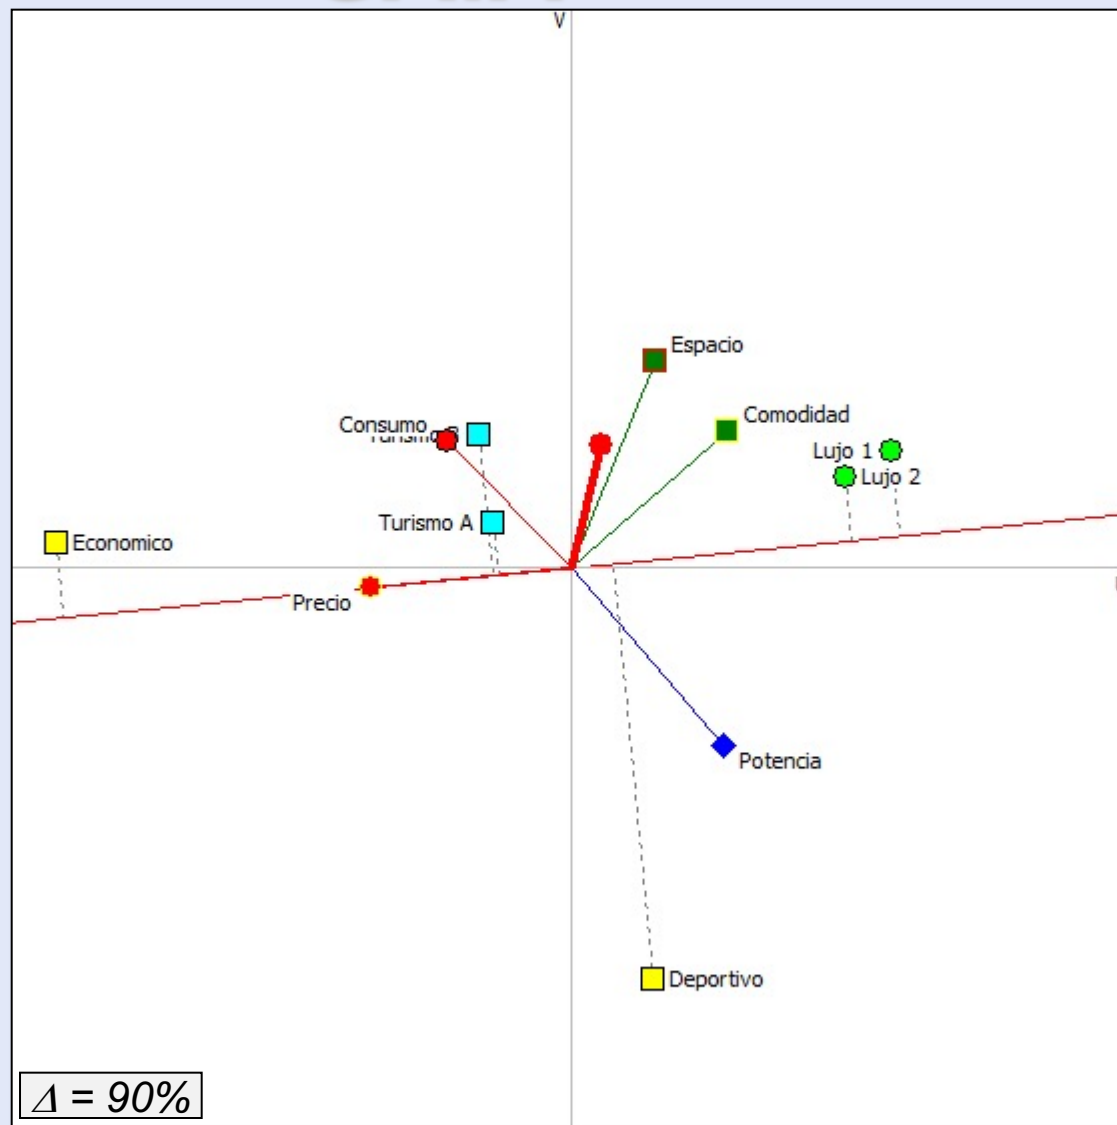 V
Espacio
Comodidad
Consumo
Lujo 1
Lujo 2
Turismo A
Economico
Precio
Potencia
Deportivo
Δ = 90%